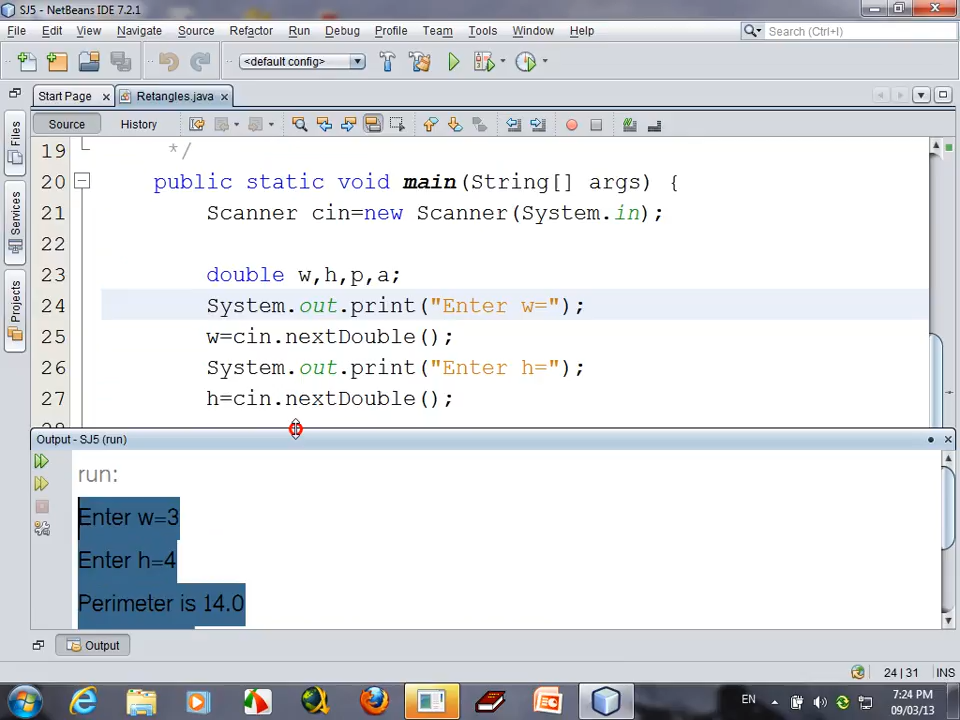 SJ5 - NetBeans IDE 7.2.1
File Edit View Navigate Source Refactor Run Debug Profile Team Tools Window Help
Search (Ctrl+I)
<default config>
Start Page Retangles.java
Source History
Files
Services
Projects
19 */
20 public static void main(String[] args) {
21 Scanner cin=new Scanner(System.in);
22
23 double w,h,p,a;
24 System.out.print("Enter w=");
25 w=cin.nextDouble();
26 System.out.print("Enter h=");
27 h=cin.nextDouble();
Output - SJ5 (run)
run:
Enter w=3
Enter h=4
Perimeter is 14.0
Output
24 | 31 INS
EN
7:24 PM
09/03/13